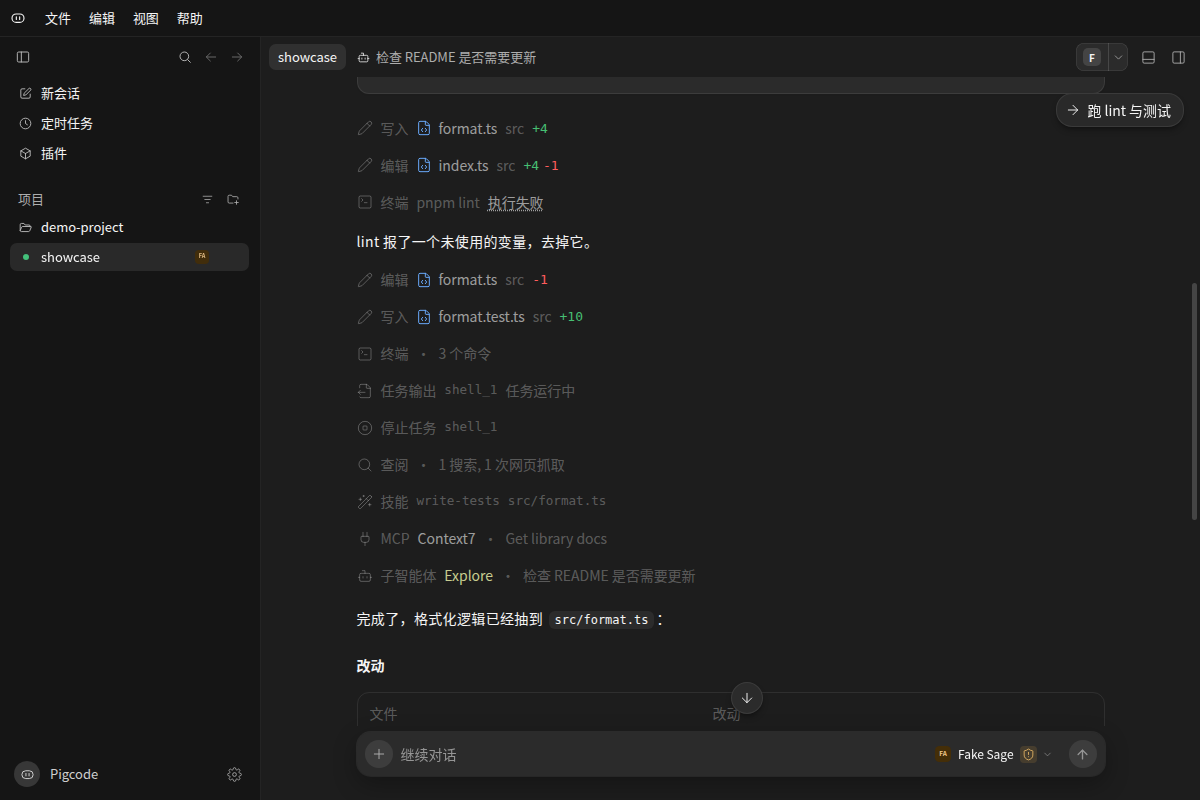 文件 编辑 视图 帮助
新会话
定时任务
插件
项目
demo-project
showcase FA
Pigcode
showcase 检查 README 是否需要更新 F
跑 lint 与测试
写入 format.ts src +4
编辑 index.ts src +4 -1
终端 pnpm lint 执行失败
lint 报了一个未使用的变量，去掉它。
编辑 format.ts src -1
写入 format.test.ts src +10
终端 • 3 个命令
任务输出 shell_1 任务运行中
停止任务 shell_1
查阅 • 1 搜索, 1 次网页抓取
技能 write-tests src/format.ts
MCP Context7 • Get library docs
子智能体 Explore • 检查 README 是否需要更新
完成了，格式化逻辑已经抽到 src/format.ts：
改动
文件 改动
继续对话 FA Fake Sage